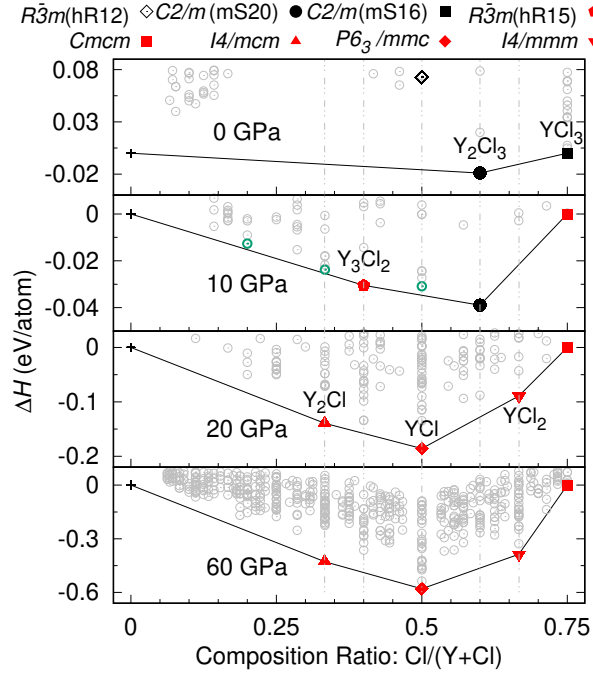 R3̄m(hR12) C2/m(mS20) C2/m(mS16) R3̄m(hR15)
Cmcm I4/mcm P6₃/mmc I4/mmm
0.08
0.03
-0.02
0 GPa
Y₂Cl₃
YCl₃
0
-0.02
-0.04
10 GPa
Y₃Cl₂
0
-0.1
-0.2
20 GPa
Y₂Cl
YCl
YCl₂
0
-0.3
-0.6
60 GPa
ΔH (eV/atom)
0 0.25 0.5 0.75
Composition Ratio: Cl/(Y+Cl)